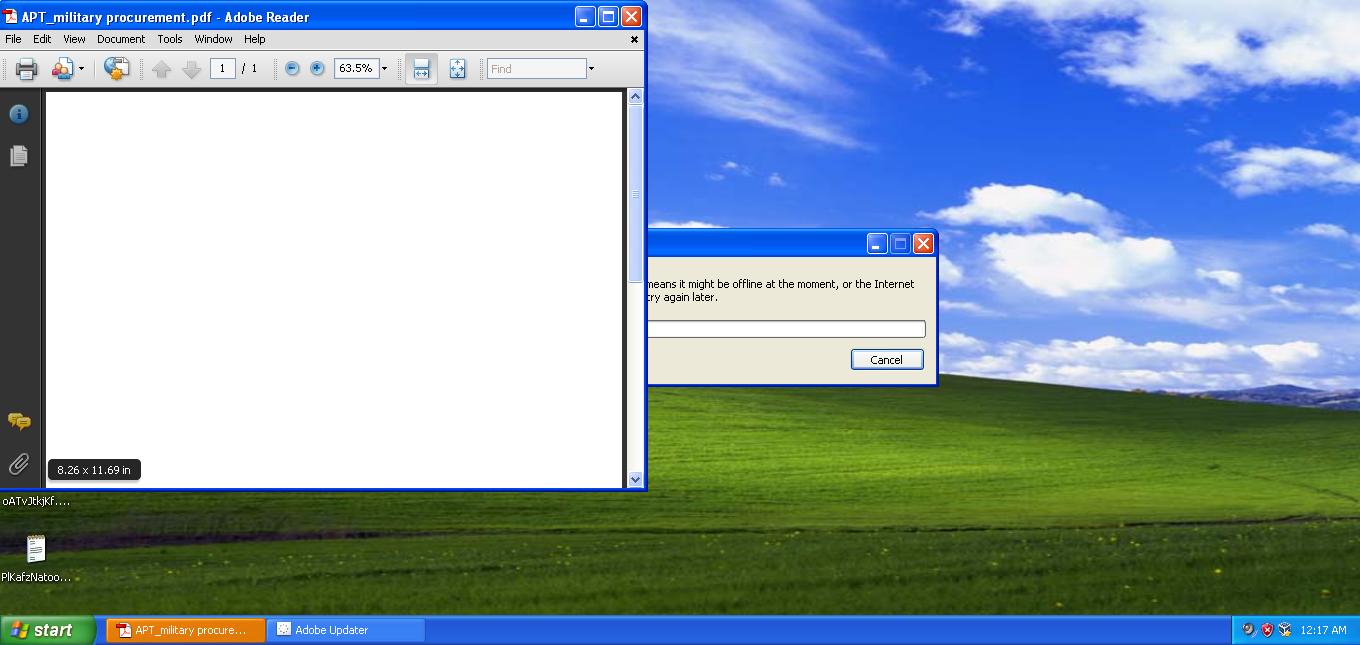 APT_military procurement.pdf - Adobe Reader
File Edit View Document Tools Window Help
1 / 1 63.5% Find
means it might be offline at the moment, or the Internet
try again later.
Cancel
8.26 x 11.69 in
oATvJtkjKf....
PlKafzNatoo...
start APT_military procure... Adobe Updater 12:17 AM